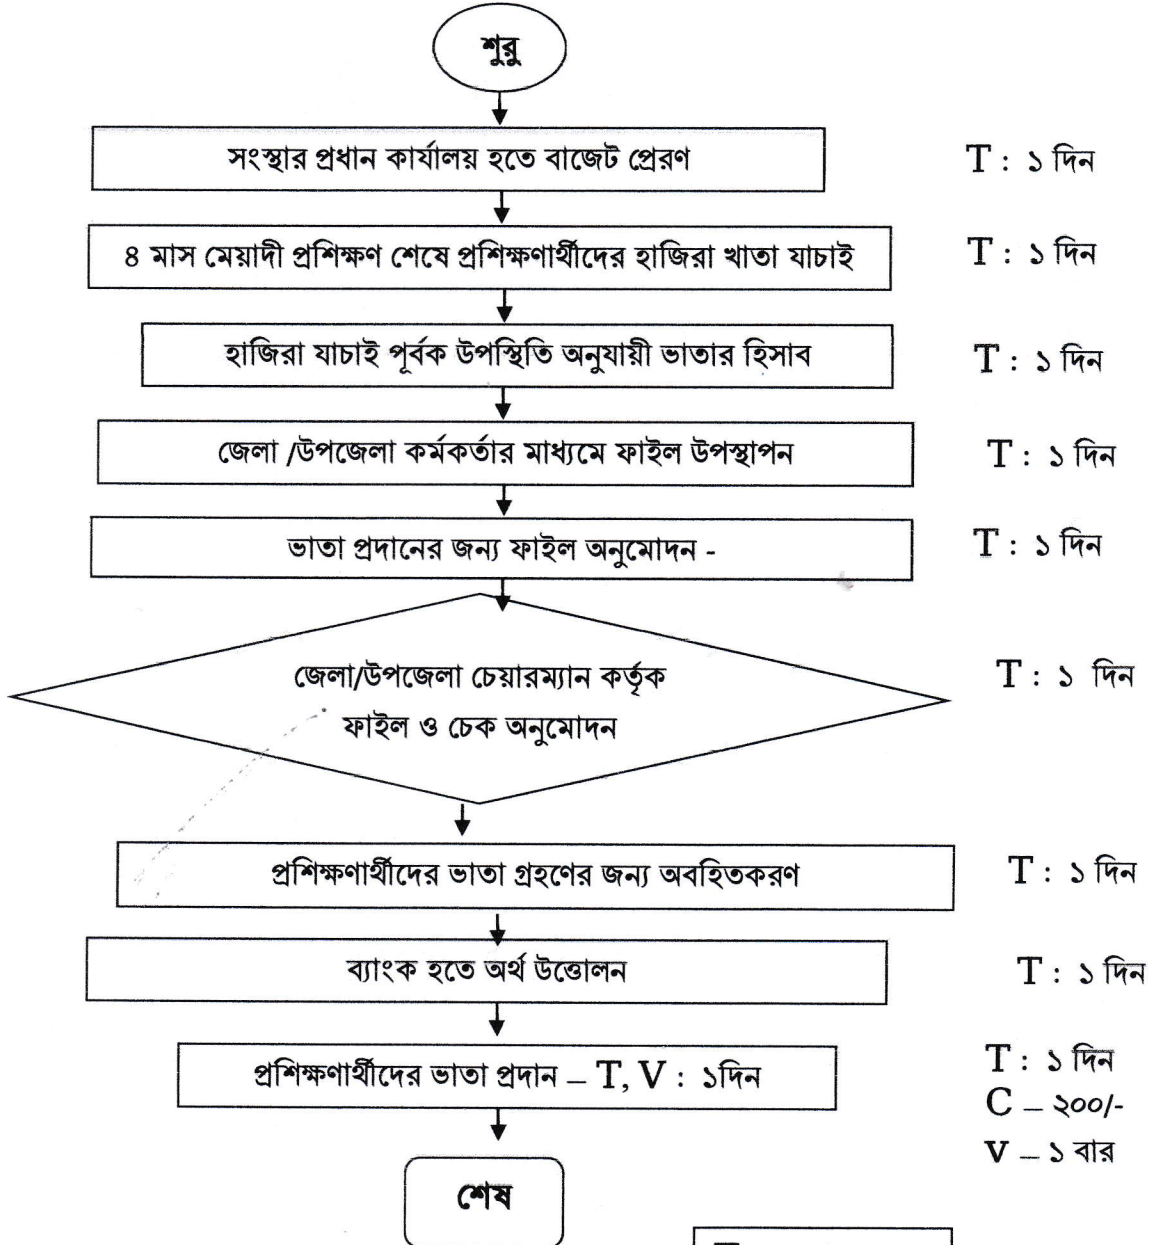 শুরু
সংস্থার প্রধান কার্যালয় হতে বাজেট প্রেরণ T : ১ দিন
৪ মাস মেয়াদী প্রশিক্ষণ শেষে প্রশিক্ষণার্থীদের হাজিরা খাতা যাচাই T : ১ দিন
হাজিরা যাচাই পূর্বক উপস্থিতি অনুযায়ী ভাতার হিসাব T : ১ দিন
জেলা /উপজেলা কর্মকর্তার মাধ্যমে ফাইল উপস্থাপন T : ১ দিন
ভাতা প্রদানের জন্য ফাইল অনুমোদন - T : ১ দিন
জেলা/উপজেলা চেয়ারম্যান কর্তৃক T : ১ দিন
ফাইল ও চেক অনুমোদন
প্রশিক্ষণার্থীদের ভাতা গ্রহণের জন্য অবহিতকরণ T : ১ দিন
ব্যাংক হতে অর্থ উত্তোলন T : ১ দিন
প্রশিক্ষণার্থীদের ভাতা প্রদান – T, V : ১দিন T : ১ দিন
C – ২০০/-
v – ১ বার
শেষ